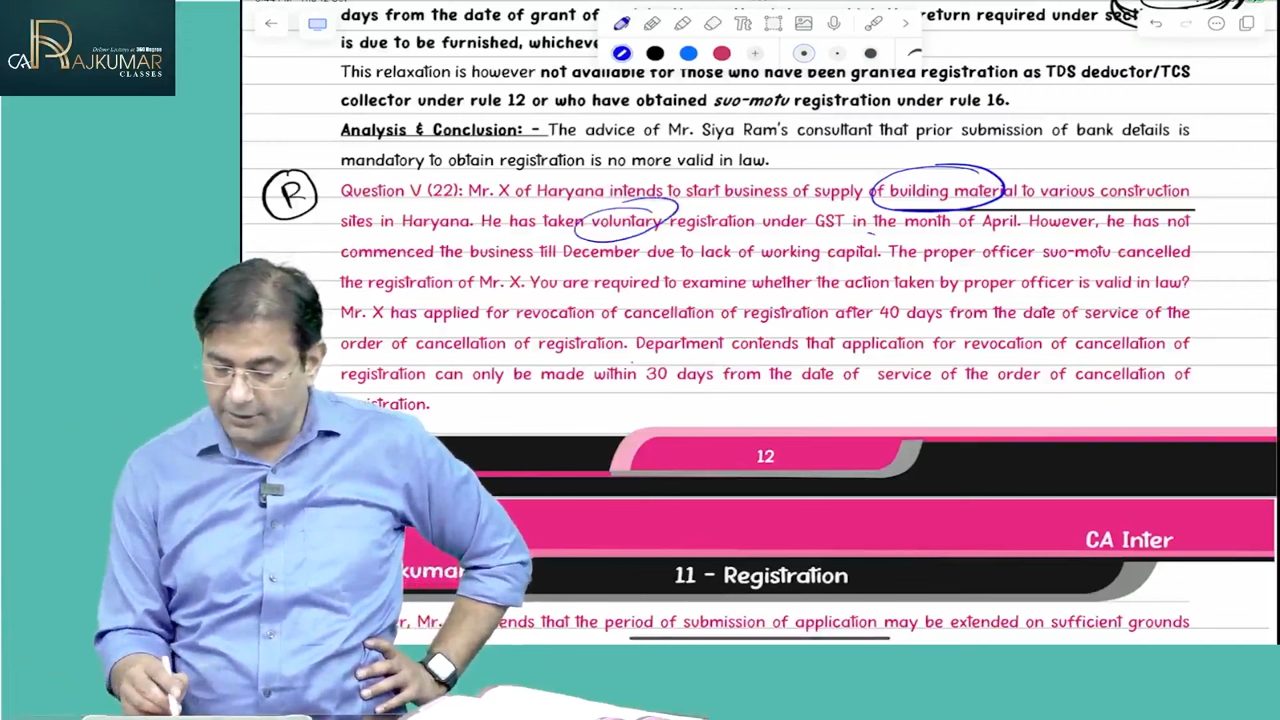 Deliver Lectures at 360 Degree
CA RAJKUMAR
CLASSES
days from the date of grant of return required under
is due to be furnished,
This relaxation is however not available for those who have been granted registration as TDS deductor/TCS
collector under rule 12 or who have obtained suo-motu registration under rule 16.
Analysis & Conclusion: - The advice of Mr. Siya Ram's consultant that prior submission of bank details is
mandatory to obtain registration is no more valid in law.
R
Question V (22): Mr. X of Haryana intends to start business of supply of building material to various construction
sites in Haryana. He has taken voluntary registration under GST in the month of April. However, he has not
commenced the business till December due to lack of working capital. The proper officer suo-motu cancelled
the registration of Mr. X. You are required to examine whether the action taken by proper officer is valid in law?
Mr. X has applied for revocation of cancellation of registration after 40 days from the date of service of the
order of cancellation of registration. Department contends that application for revocation of cancellation of
registration can only be made within 30 days from the date of service of the order of cancellation of
istration.
12
CA Inter
kumar
11 - Registration
r, Mr. ends that the period of submission of application may be extended on sufficient grounds